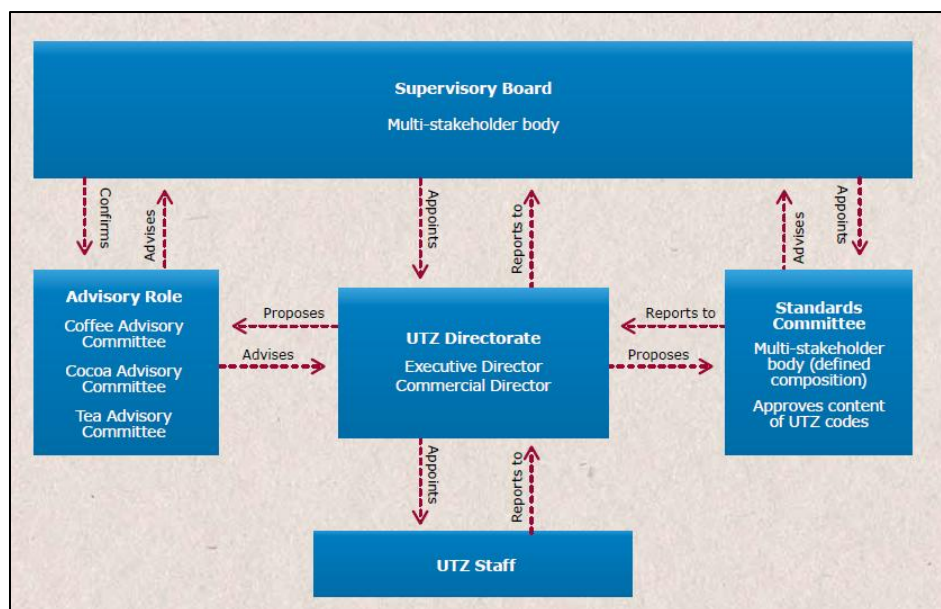 Supervisory Board
Multi-stakeholder body
Confirms
Advises
Appoints
Reports to
Advises
Appoints
Advisory Role
Coffee Advisory
Committee
Cocoa Advisory
Committee
Tea Advisory
Committee
Proposes
Advises
UTZ Directorate
Executive Director
Commercial Director
Reports to
Proposes
Standards
Committee
Multi-stakeholder
body (defined
composition)
Approves content
of UTZ codes
Appoints
Reports to
UTZ Staff